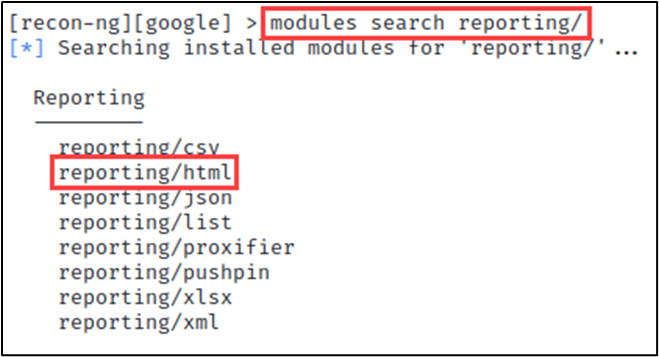 [recon-ng][google] > modules search reporting/
[*] Searching installed modules for 'reporting/' ...
Reporting
---------
reporting/csv
reporting/html
reporting/json
reporting/list
reporting/proxifier
reporting/pushpin
reporting/xlsx
reporting/xml